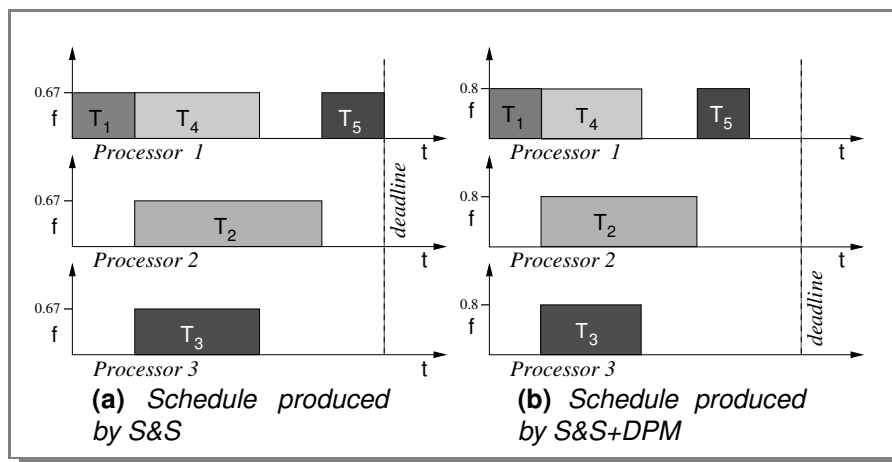 0.67
f
T1
T4
T5
t
Processor 1
0.67
f
T2
t
Processor 2
0.67
f
T3
t
Processor 3
deadline
(a) Schedule produced
by S&S
0.8
f
T1
T4
T5
t
Processor 1
0.8
f
T2
t
Processor 2
0.8
f
T3
t
Processor 3
deadline
(b) Schedule produced
by S&S+DPM